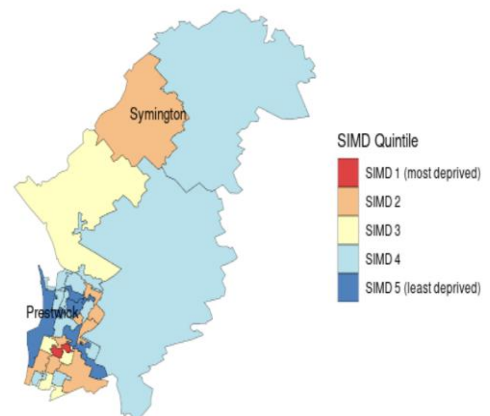 Symington
Prestwick
SIMD Quintile
SIMD 1 (most deprived)
SIMD 2
SIMD 3
SIMD 4
SIMD 5 (least deprived)